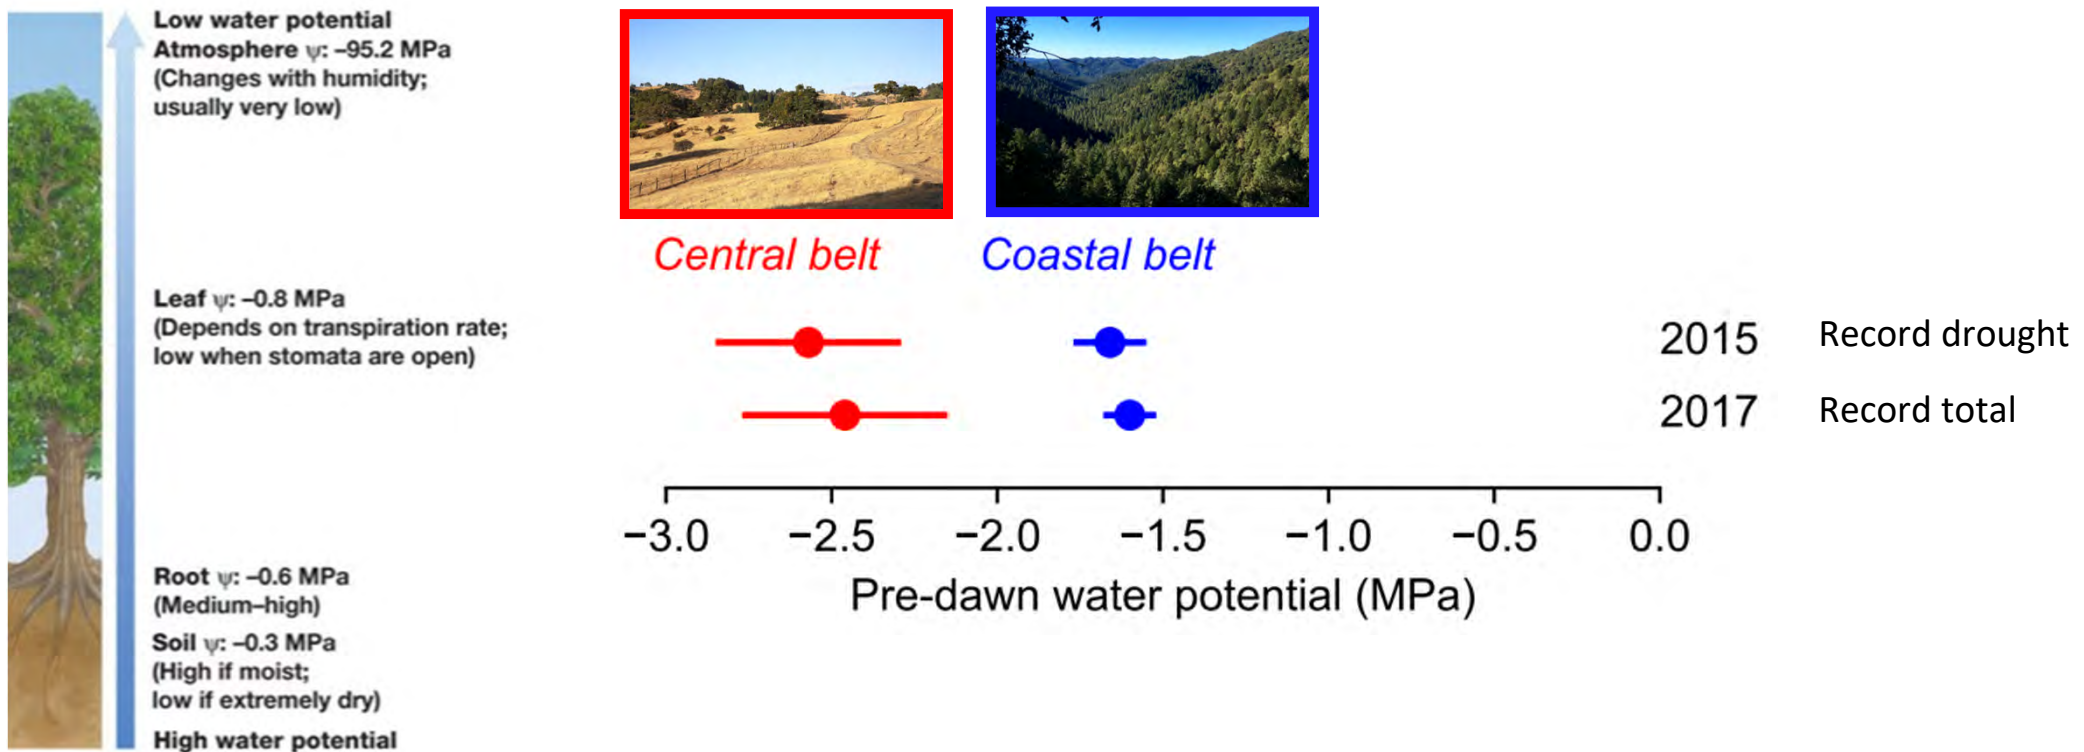 Low water potential
Atmosphere ψ: –95.2 MPa
(Changes with humidity;
usually very low)
Leaf ψ: –0.8 MPa
(Depends on transpiration rate;
low when stomata are open)
Root ψ: –0.6 MPa
(Medium–high)
Soil ψ: –0.3 MPa
(High if moist;
low if extremely dry)
High water potential
Central belt
Coastal belt
2015 Record drought
2017 Record total
−3.0 −2.5 −2.0 −1.5 −1.0 −0.5 0.0
Pre-dawn water potential (MPa)